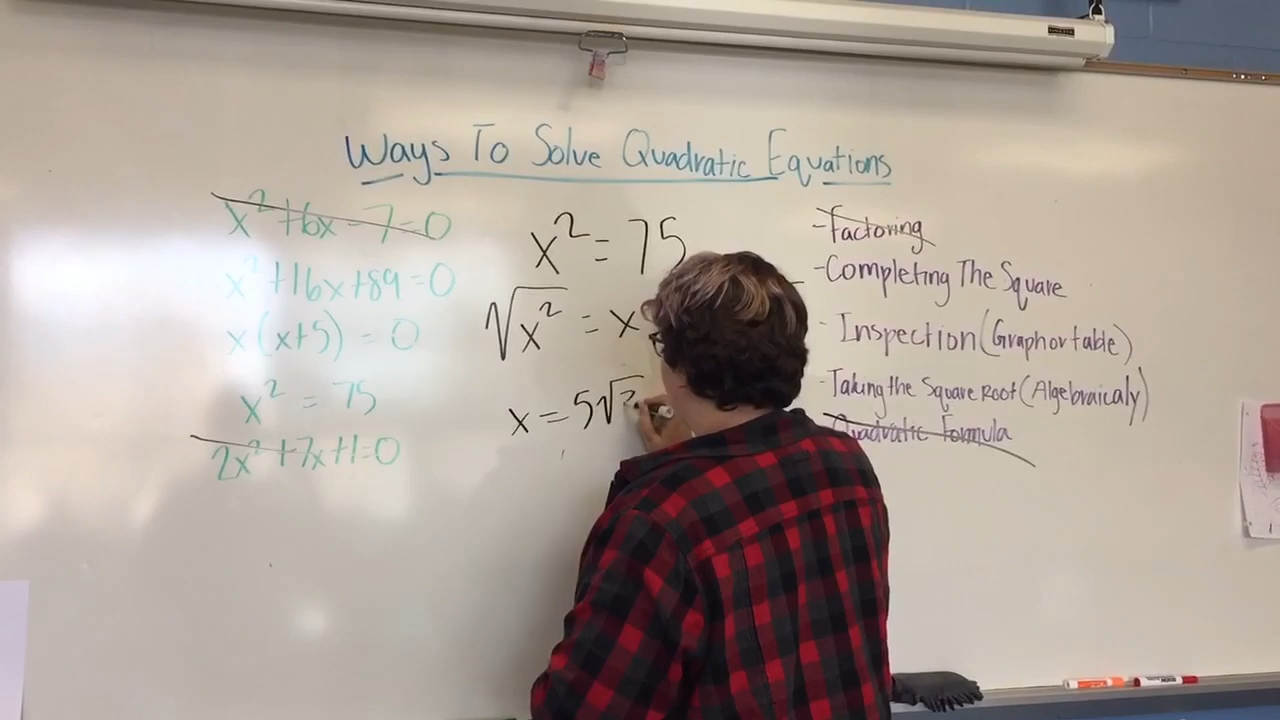 Ways To Solve Quadratic Equations
x²+6x-7=0
x²+16x+89=0
x(x+5)=0
x² = 75
2x²+7x+1=0
x²=75
√x² = x
x=5√3
-Factoring
-Completing The Square
- Inspection (Graph or table)
-Taking the Square Root (Algebraicaly)
Quadratic Formula